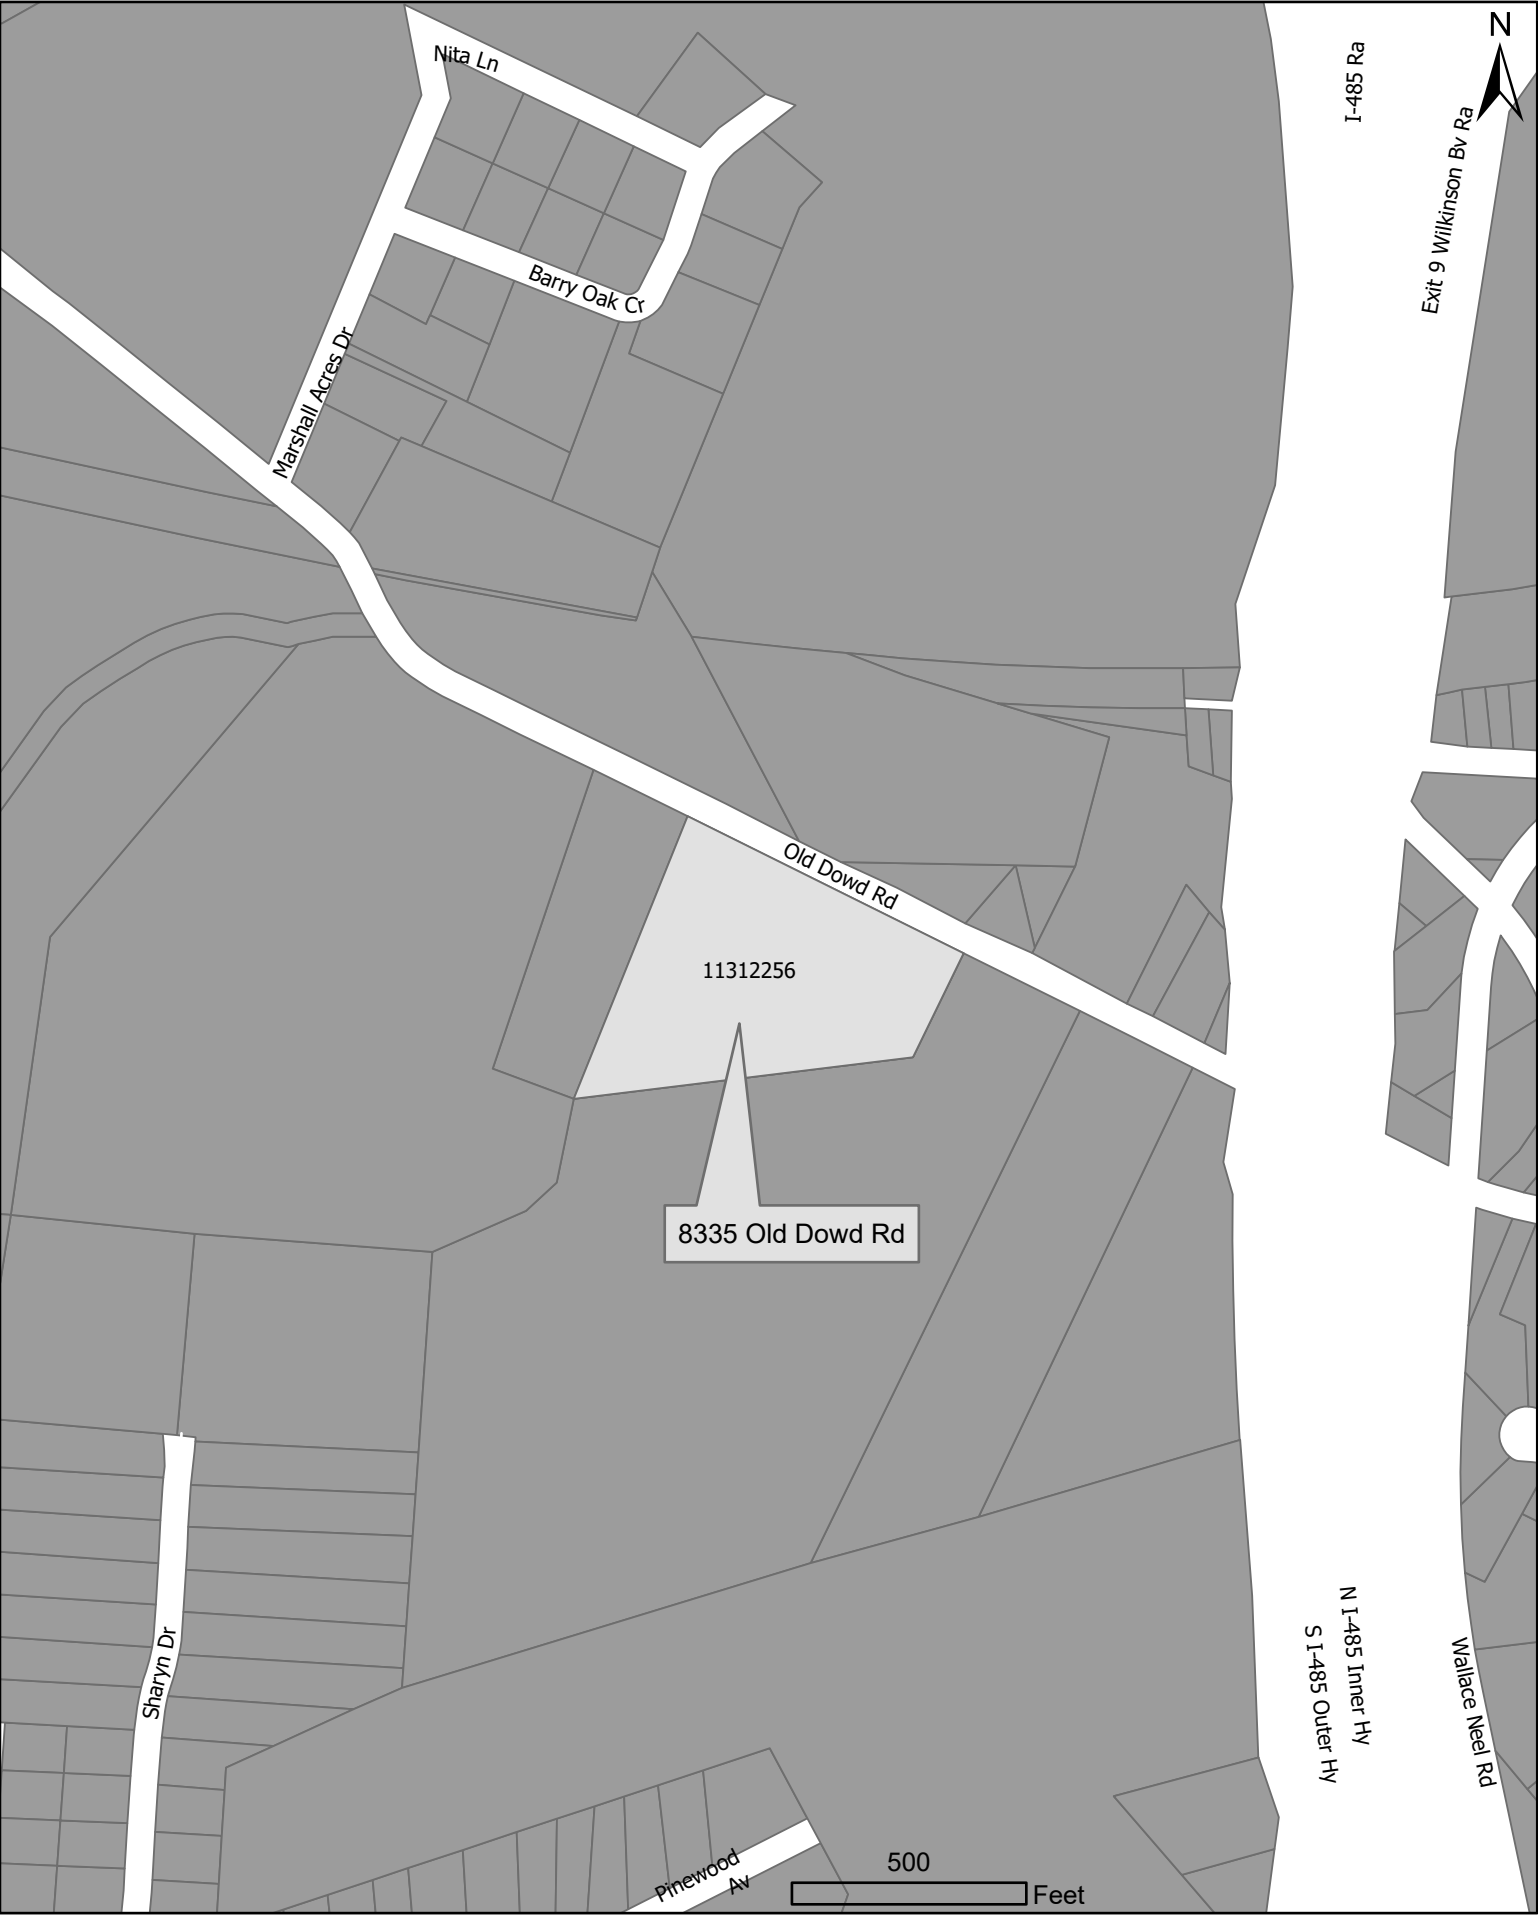 N
Nita Ln
I-485 Ra
Exit 9 Wilkinson Bv Ra
Barry Oak Cr
Marshall Acres Dr
Old Dowd Rd
11312256
8335 Old Dowd Rd
Sharyn Dr
N I-485 Inner Hy
S I-485 Outer Hy
Wallace Neel Rd
Pinewood
Av
500
Feet